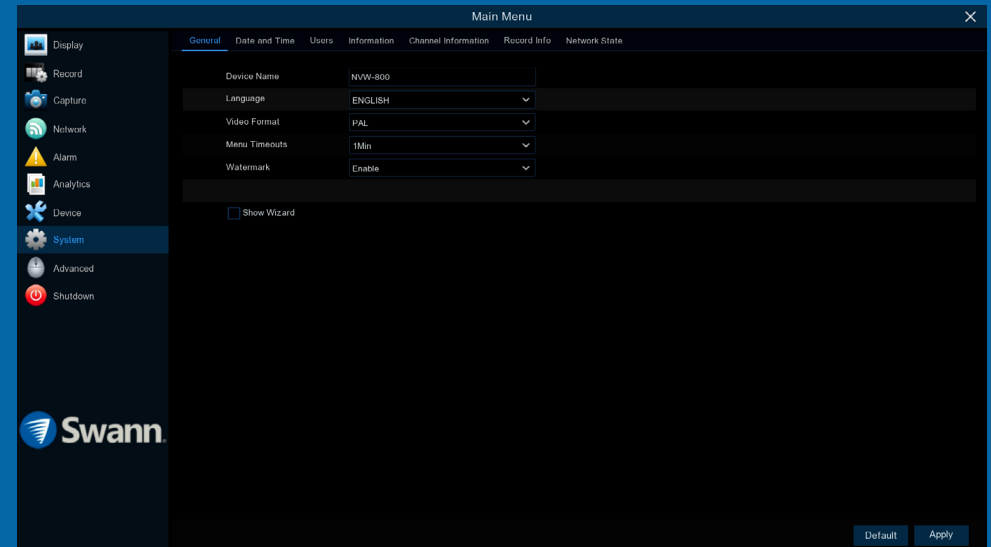 Main Menu
Display
Record
Capture
Network
Alarm
Analytics
Device
System
Advanced
Shutdown
Swann.
General Date and Time Users Information Channel Information Record Info Network State
Device Name NVW-800
Language ENGLISH
Video Format PAL
Menu Timeouts 1Min
Watermark Enable
Show Wizard
Default Apply